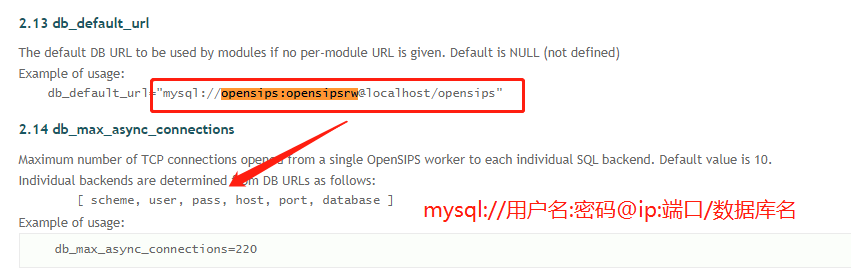 2.13 db_default_url
The default DB URL to be used by modules if no per-module URL is given. Default is NULL (not defined)
Example of usage:
db_default_url="mysql://opensips:opensipsrw@localhost/opensips"
2.14 db_max_async_connections
Maximum number of TCP connections opened from a single OpenSIPS worker to each individual SQL backend. Default value is 10.
Individual backends are determined from DB URLs as follows:
[ scheme, user, pass, host, port, database ]
mysql://用户名:密码@ip:端口/数据库名
Example of usage:
db_max_async_connections=220